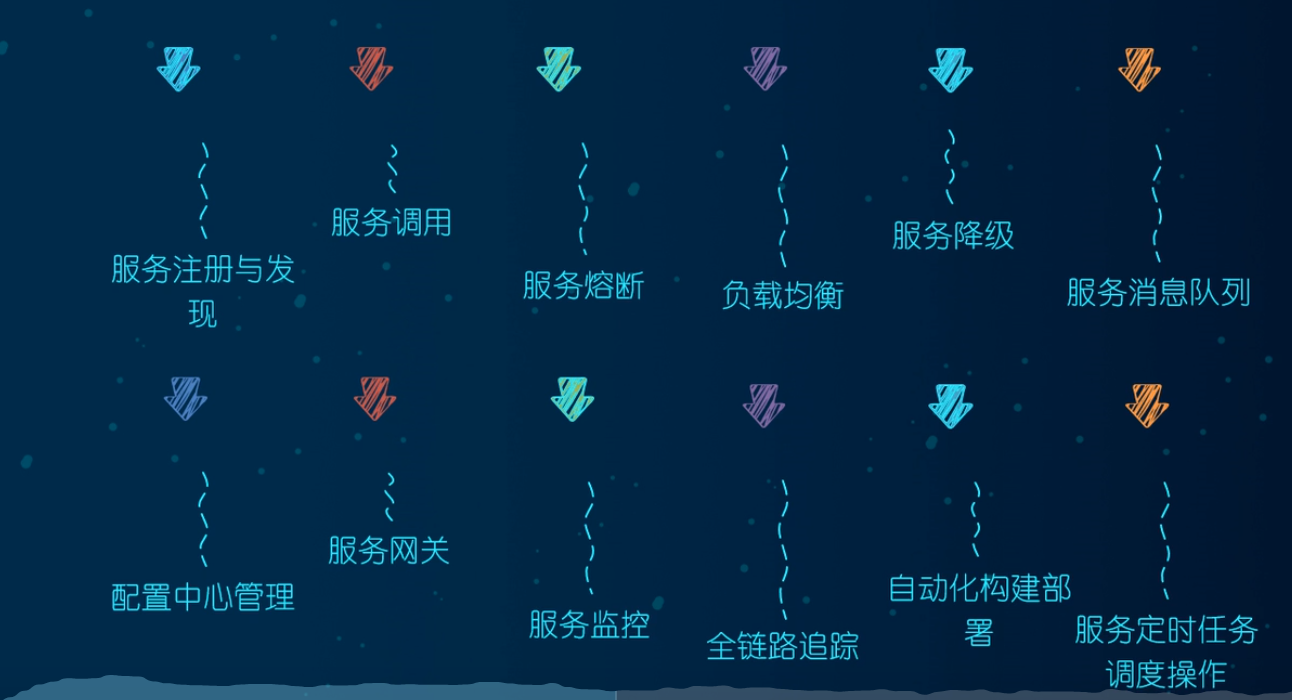 服务注册与发
现
服务调用
服务熔断
负载均衡
服务降级
服务消息队列
配置中心管理
服务网关
服务监控
全链路追踪
自动化构建部
署
服务定时任务
调度操作